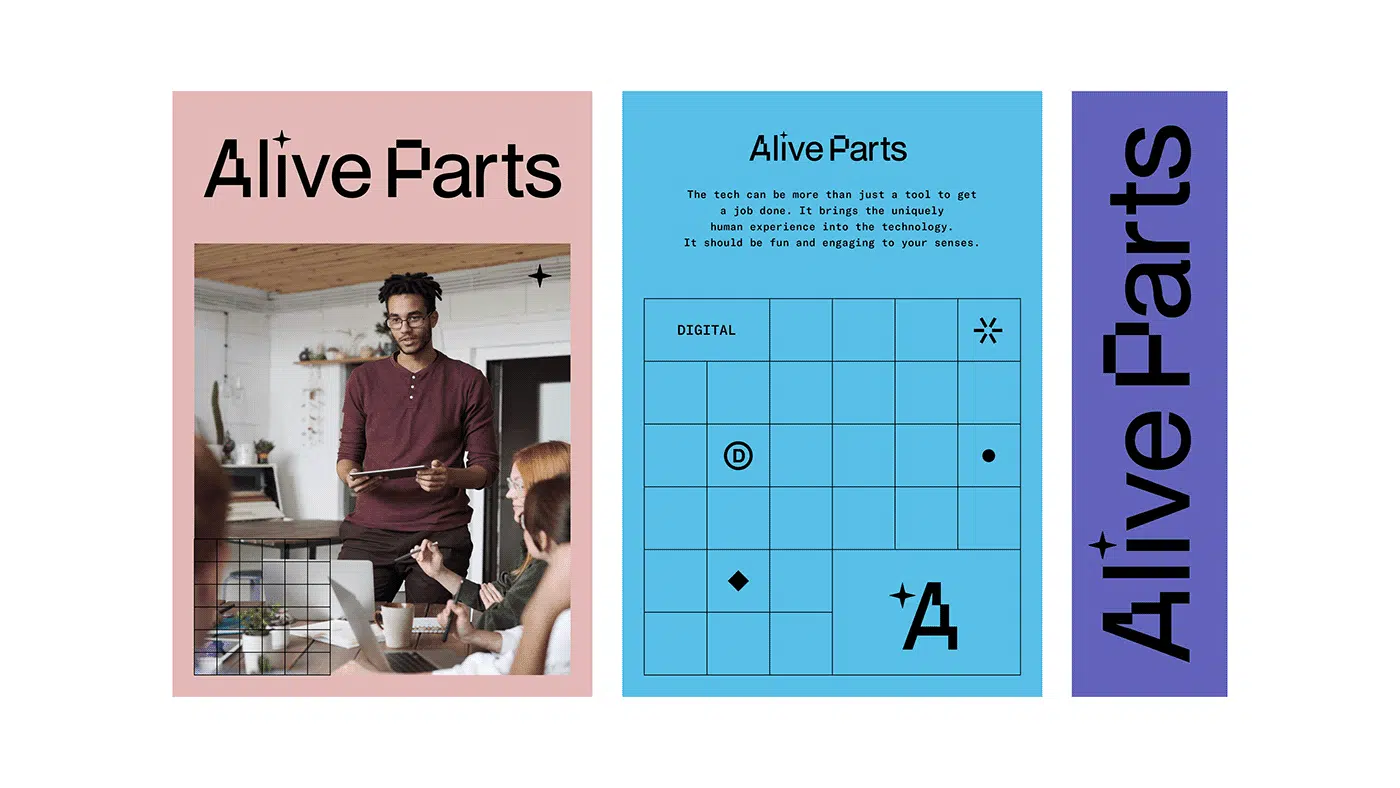 Alive Parts
Alive Parts
The tech can be more than just a tool to get
a job done. It brings the uniquely
human experience into the technology.
It should be fun and engaging to your senses.
DIGITAL
D
A
Alive Parts